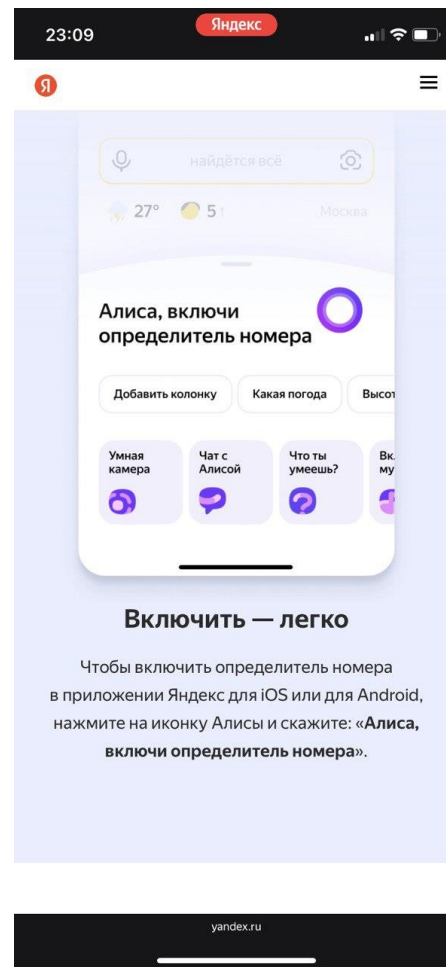 23:09
Яндекс
Я
найдётся всё
27°
5
Москва
Алиса, включи
определитель номера
Добавить колонку
Какая погода
Умная
камера
Чат с
Алисой
Что ты
умеешь?
Включить — легко
Чтобы включить определитель номера
в приложении Яндекс для iOS или для Android,
нажмите на иконку Алисы и скажите: «Алиса,
включи определитель номера».
yandex.ru